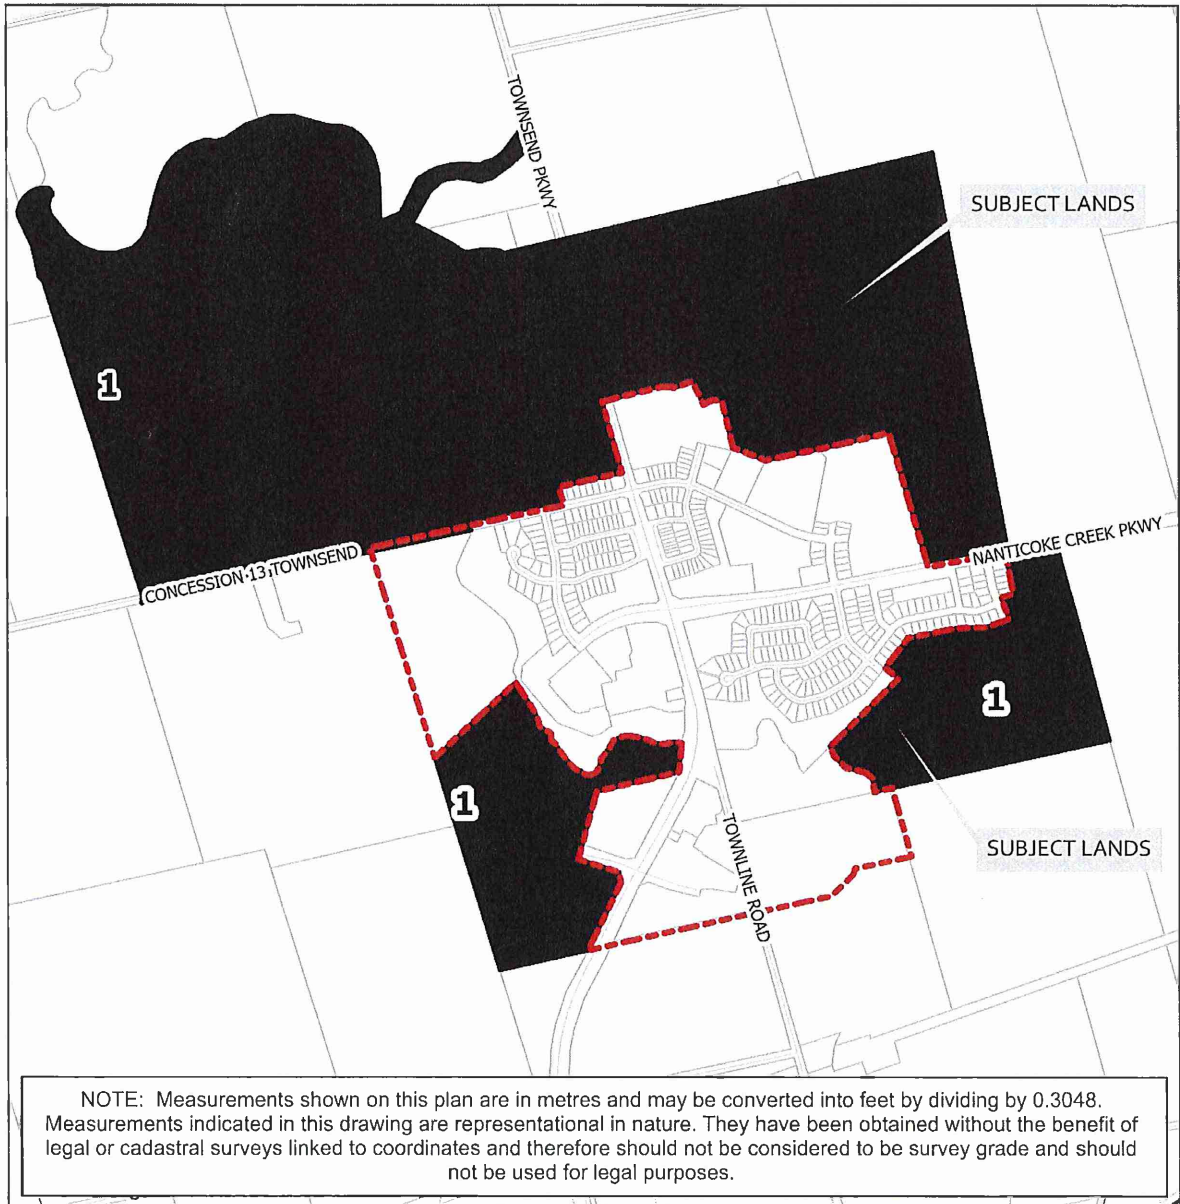 TOWNSEND PKWY
SUBJECT LANDS
1
CONCESSION 13 TOWNSEND
NANTICOKE CREEK PKWY
1
1
TOWNLINE ROAD
SUBJECT LANDS
NOTE: Measurements shown on this plan are in metres and may be converted into feet by dividing by 0.3048.
Measurements indicated in this drawing are representational in nature. They have been obtained without the benefit of
legal or cadastral surveys linked to coordinates and therefore should not be considered to be survey grade and should
not be used for legal purposes.